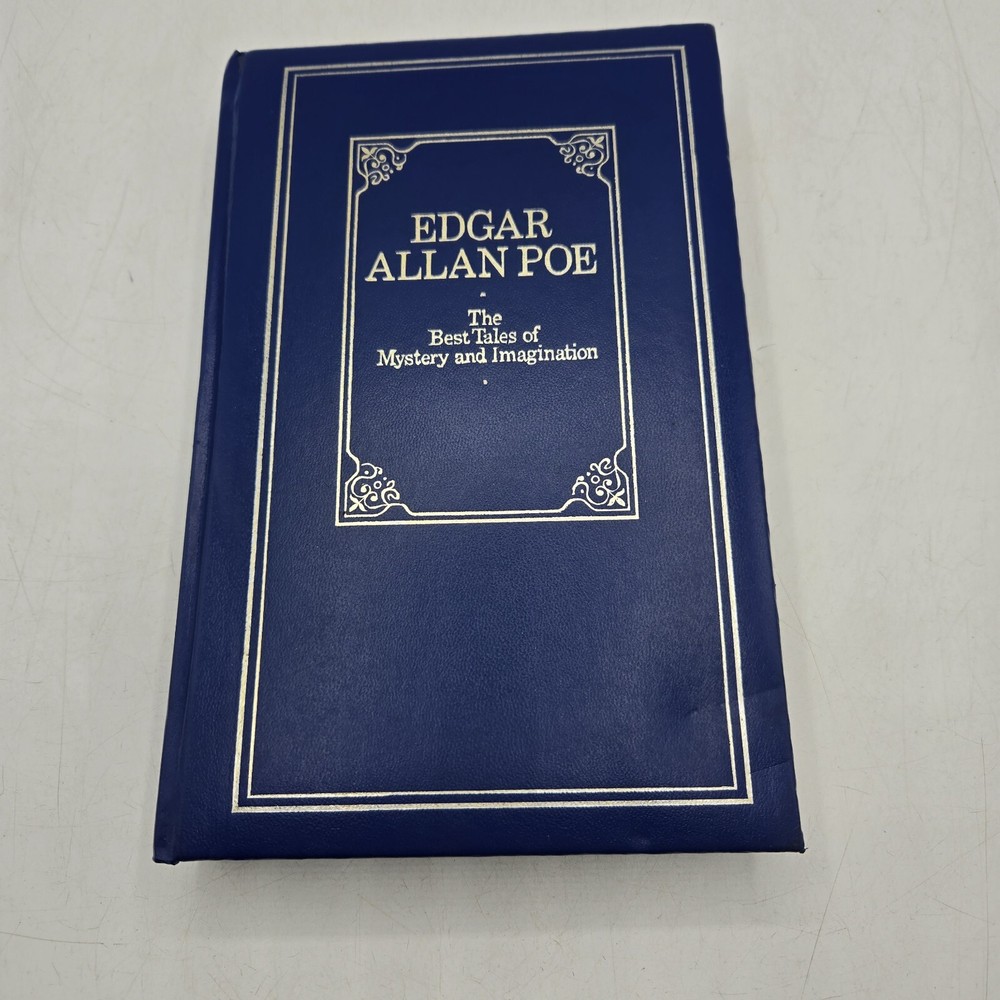 EDGAR
ALLAN POE
The
Best Tales of
Mystery and Imagination